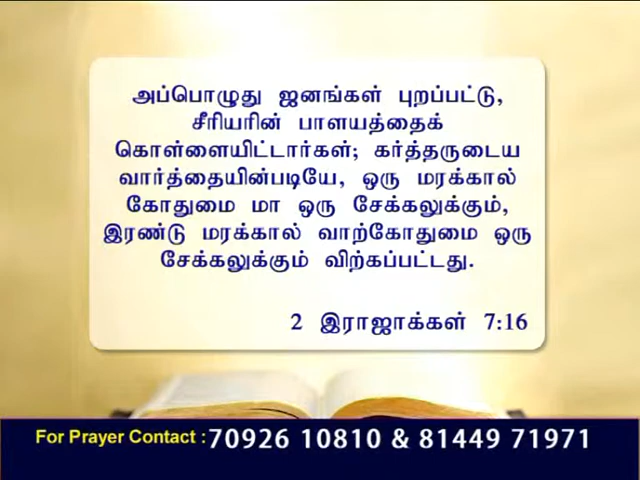 அப்பொழுது ஜனங்கள் புறப்பட்டு,
சீரியரின் பாளயத்தைக்
கொள்ளையிட்டார்கள்; கர்த்தருடைய
வார்த்தையின்படியே, ஒரு மரக்கால்
கோதுமை மா ஒரு சேக்கலுக்கும்,
இரண்டு மரக்கால் வாற்கோதுமை ஒரு
சேக்கலுக்கும் விற்கப்பட்டது.
2 இராஜாக்கள் 7:16
For Prayer Contact : 70926 10810 & 81449 71971